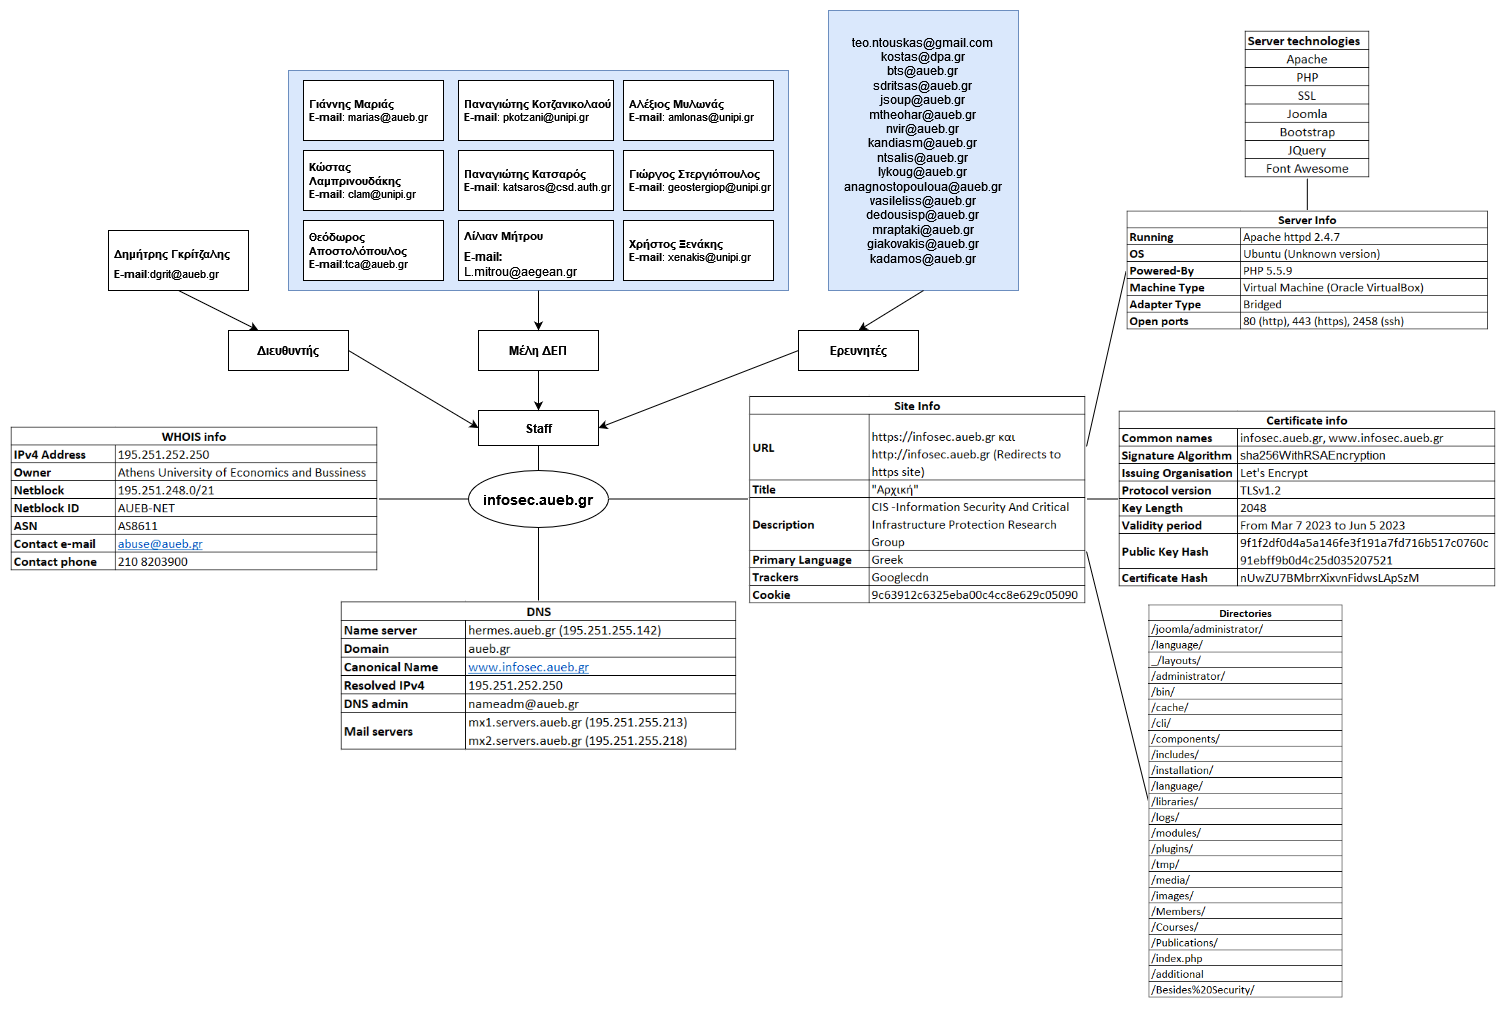 teo.ntouskas@gmail.com
kostas@dpa.gr
bts@aueb.gr
sdritsas@aueb.gr
jsoup@aueb.gr
mtheohar@aueb.gr
nvir@aueb.gr
kandiasm@aueb.gr
ntsalis@aueb.gr
lykoug@aueb.gr
anagnostopouloua@aueb.gr
vasileliss@aueb.gr
dedousisp@aueb.gr
mraptaki@aueb.gr
giakovakis@aueb.gr
kadamos@aueb.gr
Γιάννης Μαριάς
E-mail: marias@aueb.gr
Παναγιώτης Κοτζανικολαού
E-mail: pkotzani@unipi.gr
Αλέξιος Μυλωνάς
E-mail: amlonas@unipi.gr
Κώστας
Λαμπρινουδάκης
E-mail: clam@unipi.gr
Παναγιώτης Κατσαρός
E-mail: katsaros@csd.auth.gr
Γιώργος Στεργιόπουλος
E-mail: geostergiop@unipi.gr
Θεόδωρος
Αποστολόπουλος
E-mail:tca@aueb.gr
Λίλιαν Μήτρου
E-mail:
L.mitrou@aegean.gr
Χρήστος Ξενάκης
E-mail: xenakis@unipi.gr
Δημήτρης Γκρίτζαλης
E-mail:dgrit@aueb.gr
Διευθυντής
Μέλη ΔΕΠ
Ερευνητές
Staff
infosec.aueb.gr
WHOIS info
IPv4 Address 195.251.252.250
Owner Athens University of Economics and Bussiness
Netblock 195.251.248.0/21
Netblock ID AUEB-NET
ASN AS8611
Contact e-mail abuse@aueb.gr
Contact phone 210 8203900
DNS
Name server hermes.aueb.gr (195.251.255.142)
Domain aueb.gr
Canonical Name www.infosec.aueb.gr
Resolved IPv4 195.251.252.250
DNS admin nameadm@aueb.gr
Mail servers mx1.servers.aueb.gr (195.251.255.213)
mx2.servers.aueb.gr (195.251.255.218)
Site Info
URL https://infosec.aueb.gr και
http://infosec.aueb.gr (Redirects to
https site)
Title "Αρχική"
Description CIS -Information Security And Critical
Infrastructure Protection Research
Group
Primary Language Greek
Trackers Googlecdn
Cookie 9c63912c6325eba00c4cc8e629c05090
Server technologies
Apache
PHP
SSL
Joomla
Bootstrap
JQuery
Font Awesome
Server Info
Running Apache httpd 2.4.7
OS Ubuntu (Unknown version)
Powered-By PHP 5.5.9
Machine Type Virtual Machine (Oracle VirtualBox)
Adapter Type Bridged
Open ports 80 (http), 443 (https), 2458 (ssh)
Certificate info
Common names infosec.aueb.gr, www.infosec.aueb.gr
Signature Algorithm sha256WithRSAEncryption
Issuing Organisation Let's Encrypt
Protocol version TLSv1.2
Key Length 2048
Validity period From Mar 7 2023 to Jun 5 2023
Public Key Hash 9f1f2df0d4a5a146fe3f191a7fd716b517c0760c
91ebff9b0d4c25d035207521
Certificate Hash nUwZU7BMbrrXixvnFidwsLApSzM
Directories
/joomla/administrator/
/language/
_/layouts/
/administrator/
/bin/
/cache/
/cli/
/components/
/includes/
/installation/
/language/
/libraries/
/logs/
/modules/
/plugins/
/tmp/
/media/
/images/
/Members/
/Courses/
/Publications/
/index.php
/additional
/Besides%20Security/